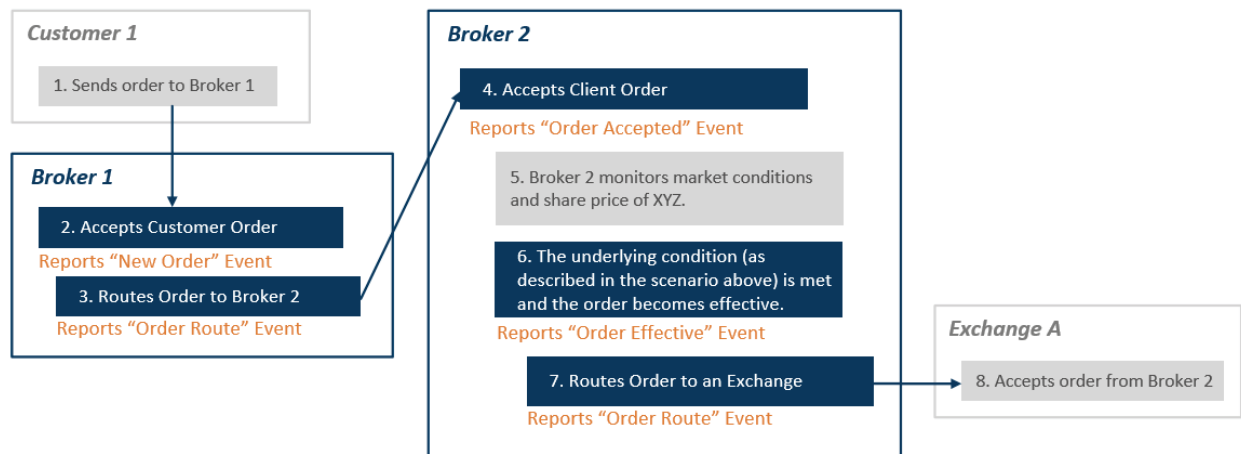 Customer 1
1. Sends order to Broker 1
Broker 1
2. Accepts Customer Order
Reports “New Order” Event
3. Routes Order to Broker 2
Reports “Order Route” Event
Broker 2
4. Accepts Client Order
Reports “Order Accepted” Event
5. Broker 2 monitors market conditions
and share price of XYZ.
6. The underlying condition (as
described in the scenario above) is met
and the order becomes effective.
Reports “Order Effective” Event
7. Routes Order to an Exchange
Reports “Order Route” Event
Exchange A
8. Accepts order from Broker 2